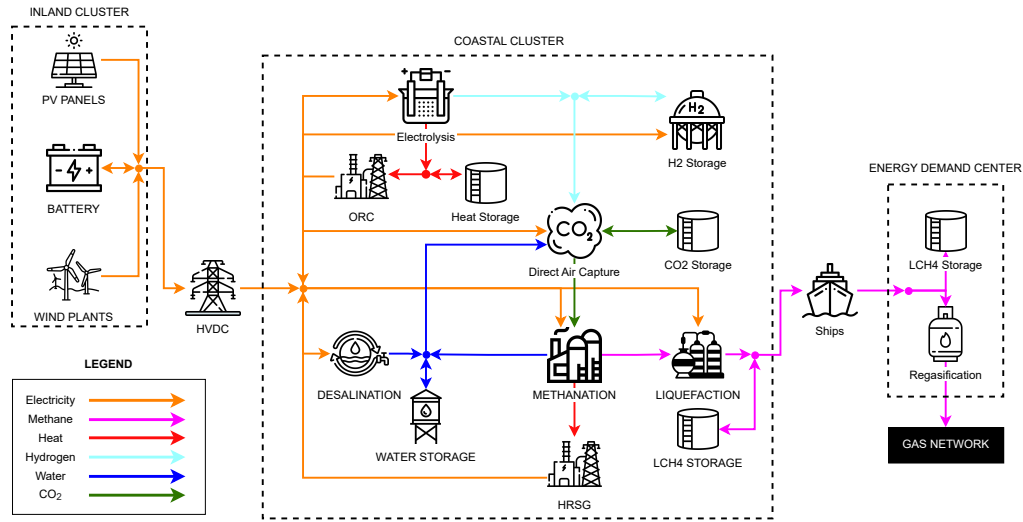 INLAND CLUSTER
COASTAL CLUSTER
PV PANELS
Electrolysis
H2
H2 Storage
BATTERY
ORC
Heat Storage
ENERGY DEMAND CENTER
CO2
Direct Air Capture
CO2 Storage
LCH4 Storage
WIND PLANTS
HVDC
Ships
LEGEND
DESALINATION
METHANATION
LIQUEFACTION
Regasification
Electricity
Methane
Heat
Hydrogen
Water
CO2
WATER STORAGE
LCH4 STORAGE
GAS NETWORK
HRSG